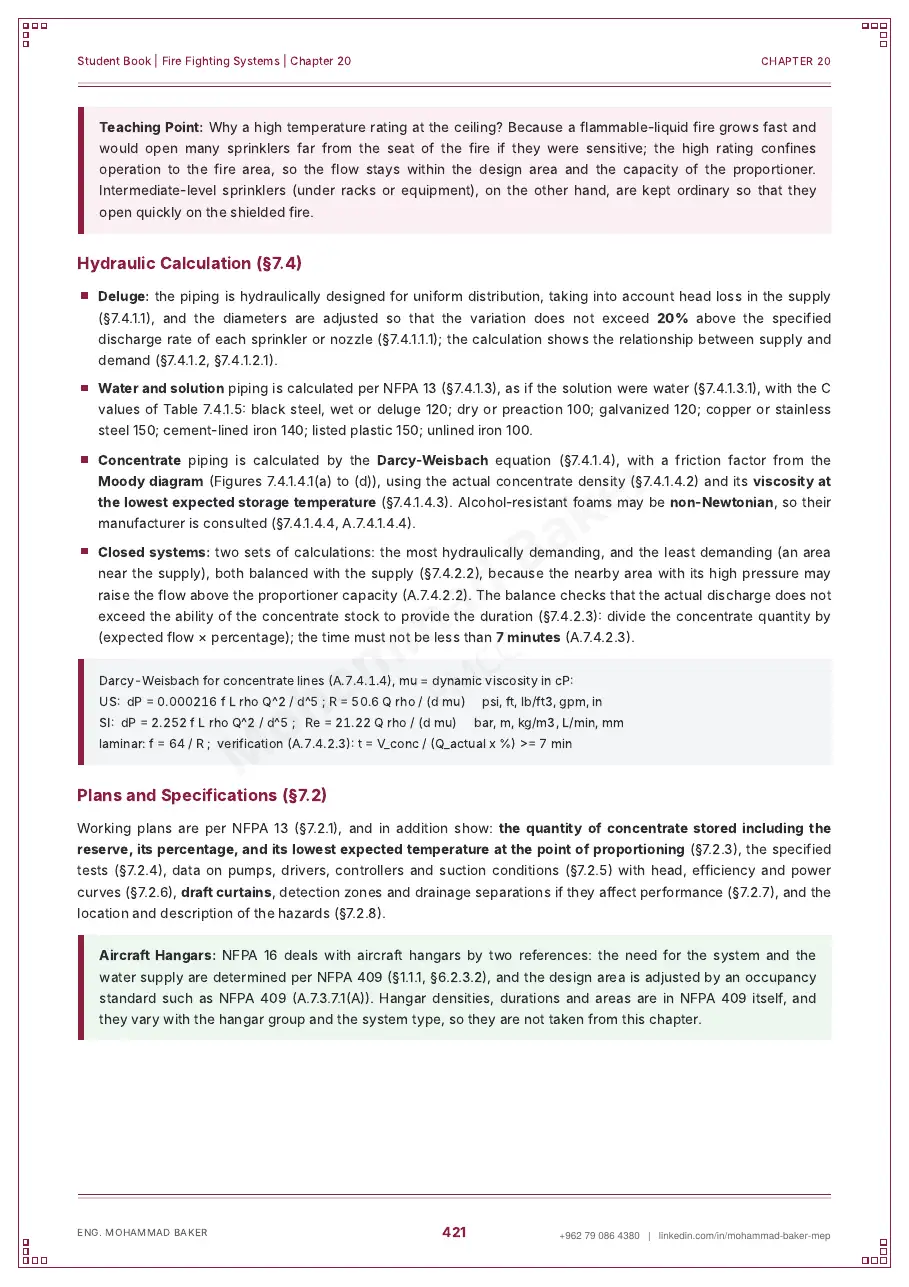 Student Book | Fire Fighting Systems | Chapter 20
CHAPTER 20
Teaching Point: Why a high temperature rating at the ceiling? Because a flammable-liquid fire grows fast and
would open many sprinklers far from the seat of the fire if they were sensitive; the high rating confines
operation to the fire area, so the flow stays within the design area and the capacity of the proportioner.
Intermediate-level sprinklers (under racks or equipment), on the other hand, are kept ordinary so that they
open quickly on the shielded fire.
Hydraulic Calculation (§7.4)
Deluge: the piping is hydraulically designed for uniform distribution, taking into account head loss in the supply
(§7.4.1.1), and the diameters are adjusted so that the variation does not exceed 20% above the specified
discharge rate of each sprinkler or nozzle (§7.4.1.1.1); the calculation shows the relationship between supply and
demand (§7.4.1.2, §7.4.1.2.1).
Water and solution piping is calculated per NFPA 13 (§7.4.1.3), as if the solution were water (§7.4.1.3.1), with the C
values of Table 7.4.1.5: black steel, wet or deluge 120; dry or preaction 100; galvanized 120; copper or stainless
steel 150; cement-lined iron 140; listed plastic 150; unlined iron 100.
Concentrate piping is calculated by the Darcy-Weisbach equation (§7.4.1.4), with a friction factor from the
Moody diagram (Figures 7.4.1.4.1(a) to (d)), using the actual concentrate density (§7.4.1.4.2) and its viscosity at
the lowest expected storage temperature (§7.4.1.4.3). Alcohol-resistant foams may be non-Newtonian, so their
manufacturer is consulted (§7.4.1.4.4, A.7.4.1.4.4).
Closed systems: two sets of calculations: the most hydraulically demanding, and the least demanding (an area
near the supply), both balanced with the supply (§7.4.2.2), because the nearby area with its high pressure may
raise the flow above the proportioner capacity (A.7.4.2.2). The balance checks that the actual discharge does not
exceed the ability of the concentrate stock to provide the duration (§7.4.2.3): divide the concentrate quantity by
(expected flow × percentage); the time must not be less than 7 minutes (A.7.4.2.3).
Darcy-Weisbach for concentrate lines (A.7.4.1.4), mu = dynamic viscosity in cP:
US: dP = 0.000216 f L rho Q^2 / d^5 ; R = 50.6 Q rho / (d mu) psi, ft, lb/ft3, gpm, in
SI: dP = 2.252 f L rho Q^2 / d^5 ; Re = 21.22 Q rho / (d mu) bar, m, kg/m3, L/min, mm
laminar: f = 64 / R ; verification (A.7.4.2.3): t = V_conc / (Q_actual x %) >= 7 min
Plans and Specifications (§7.2)
Working plans are per NFPA 13 (§7.2.1), and in addition show: the quantity of concentrate stored including the
reserve, its percentage, and its lowest expected temperature at the point of proportioning (§7.2.3), the specified
tests (§7.2.4), data on pumps, drivers, controllers and suction conditions (§7.2.5) with head, efficiency and power
curves (§7.2.6), draft curtains, detection zones and drainage separations if they affect performance (§7.2.7), and the
location and description of the hazards (§7.2.8).
Aircraft Hangars: NFPA 16 deals with aircraft hangars by two references: the need for the system and the
water supply are determined per NFPA 409 (§1.1.1, §6.2.3.2), and the design area is adjusted by an occupancy
standard such as NFPA 409 (A.7.3.7.1(A)). Hangar densities, durations and areas are in NFPA 409 itself, and
they vary with the hangar group and the system type, so they are not taken from this chapter.
ENG. MOHAMMAD BAKER
421
+962 79 086 4380 | linkedin.com/in/mohammad-baker-mep